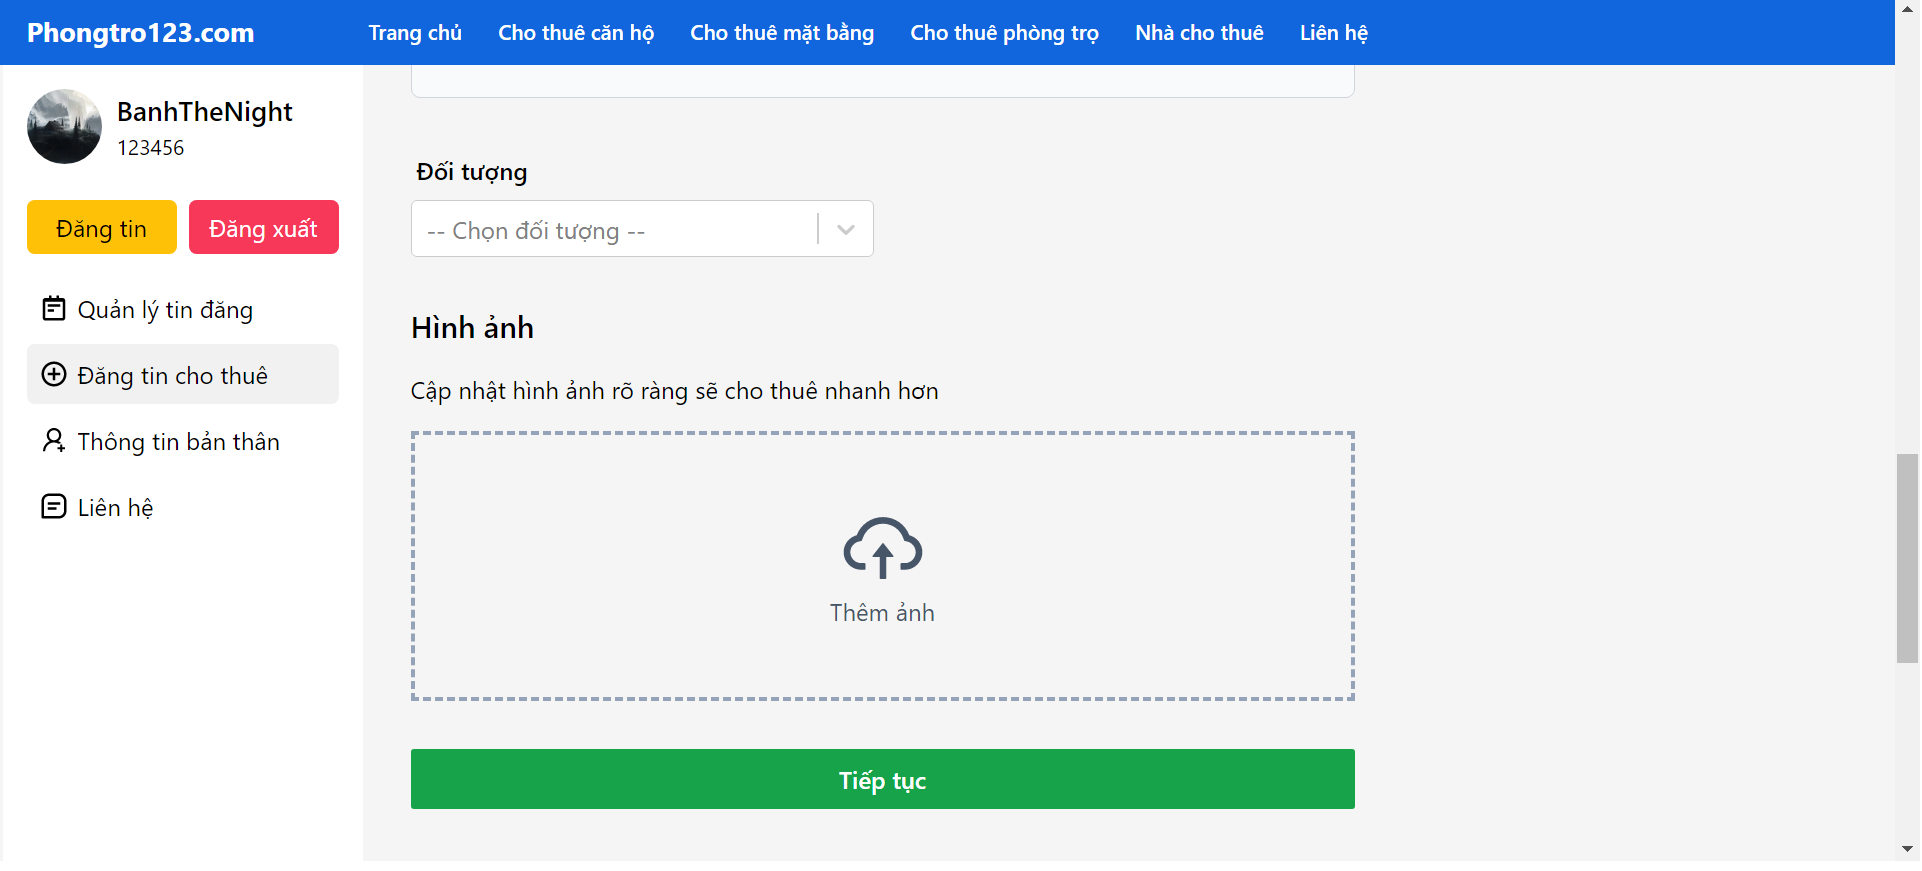 Phongtro123.com
Trang chủ
Cho thuê căn hộ
Cho thuê mặt bằng
Cho thuê phòng trọ
Nhà cho thuê
Liên hệ
BanhTheNight
123456
Đăng tin
Đăng xuất
Quản lý tin đăng
Đăng tin cho thuê
Thông tin bản thân
Liên hệ
Đối tượng
-- Chọn đối tượng --
Hình ảnh
Cập nhật hình ảnh rõ ràng sẽ cho thuê nhanh hơn
Thêm ảnh
Tiếp tục